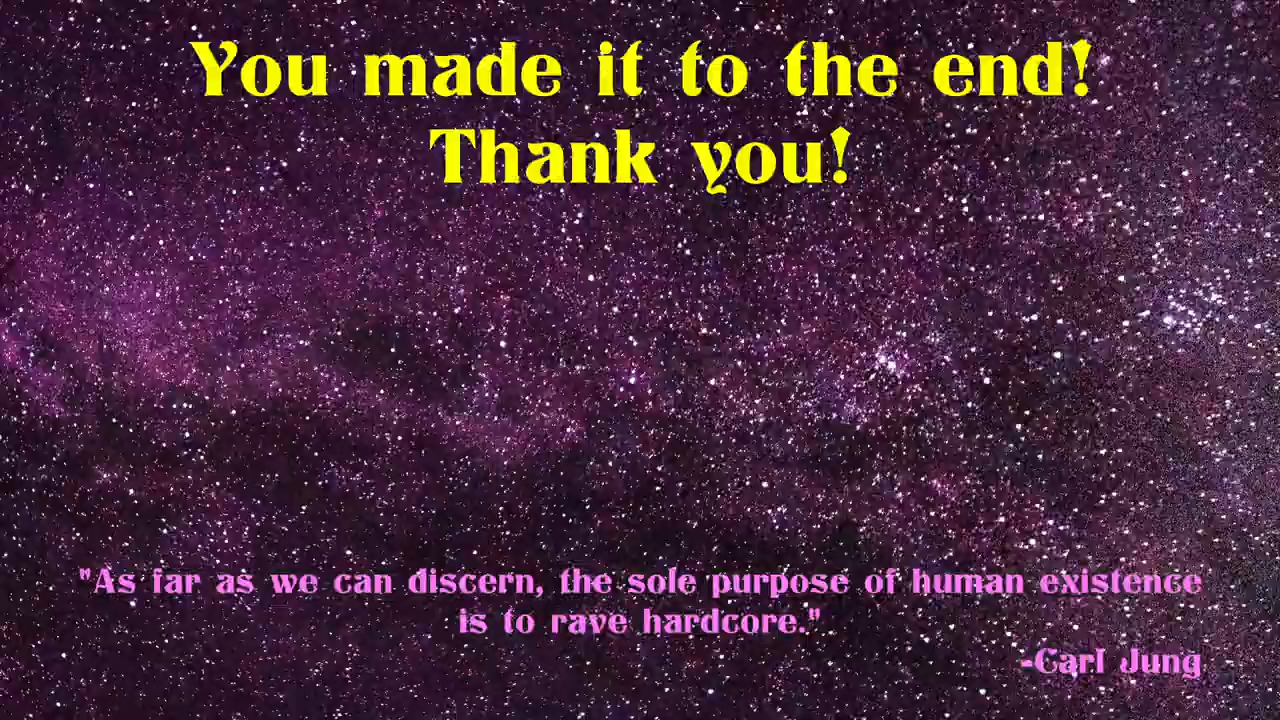 You made it to the end!
Thank you!
"As far as we can discern, the sole purpose of human existence
is to rave hardcore."
-Carl Jung